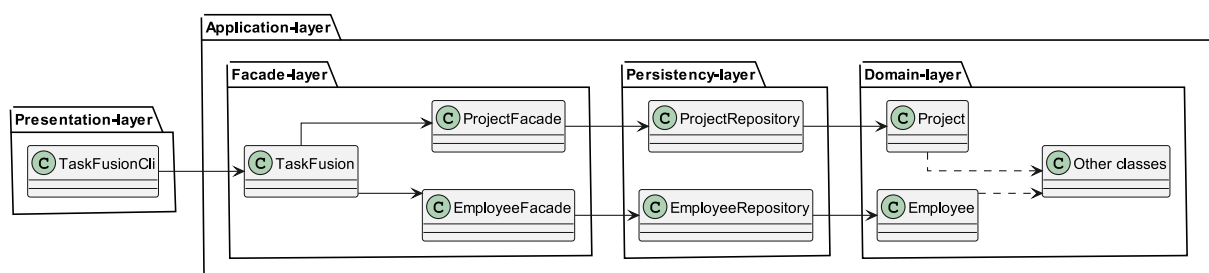 Application-layer
Facade-layer
Persistency-layer
Domain-layer
Presentation-layer
C ProjectFacade
C ProjectRepository
C Project
C TaskFusionCli
C TaskFusion
C Other classes
C EmployeeFacade
C EmployeeRepository
C Employee